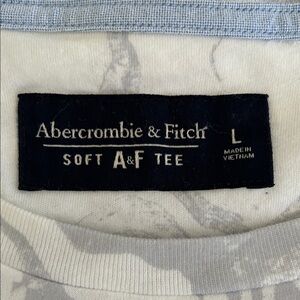 Abercrombie & Fitch
L
SOFT A&F TEE
MADE IN
VIETNAM